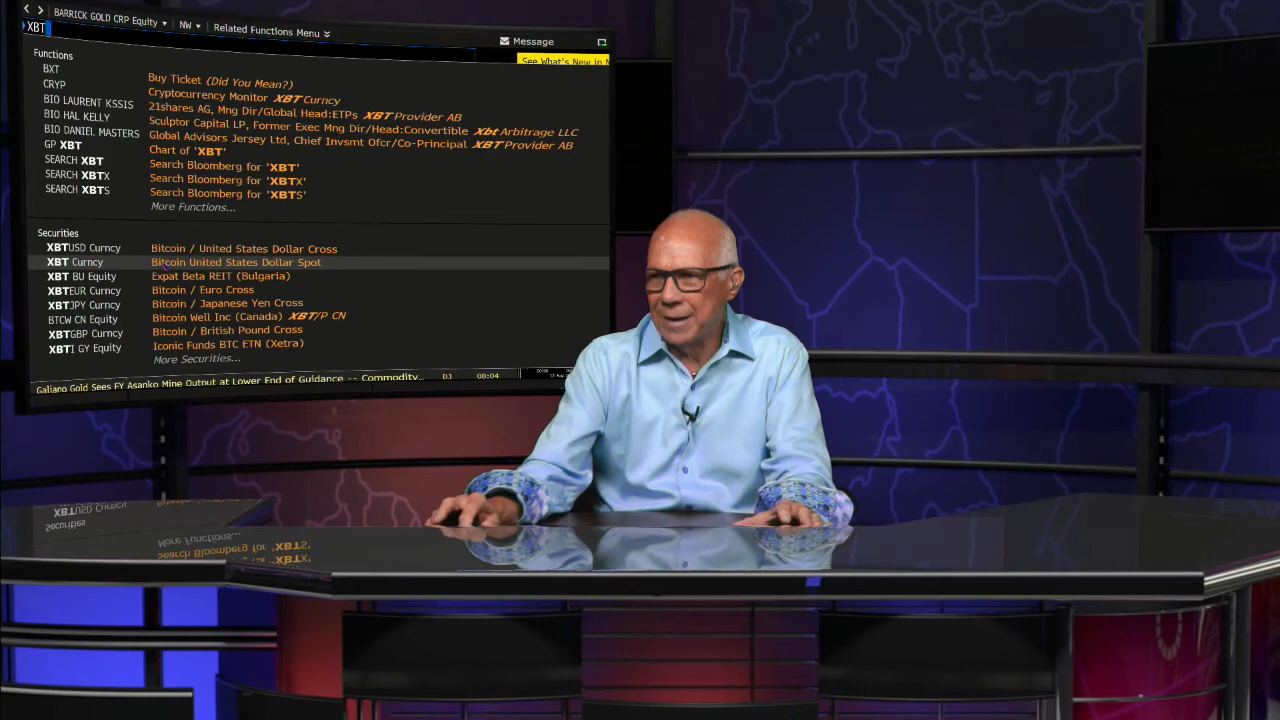 BARRICK GOLD CRP Equity NW Related Functions Menu
XBT
Message
See What's New in
Functions
BXT Buy Ticket (Did You Mean?)
CRYP Cryptocurrency Monitor XBT Curncy
BIO LAURENT KSSIS 21shares AG, Mng Dir/Global Head:ETPs XBT Provider AB
BIO HAL KELLY Sculptor Capital LP, Former Exec Mng Dir/Head:Convertible Xbt Arbitrage LLC
BIO DANIEL MASTERS Global Advisors Jersey Ltd, Chief Invsmt Ofcr/Co-Principal XBT Provider AB
GP XBT Chart of 'XBT'
SEARCH XBT Search Bloomberg for 'XBT'
SEARCH XBTX Search Bloomberg for 'XBTX'
SEARCH XBTS Search Bloomberg for 'XBTS'
More Functions...
Securities
XBTUSD Curncy Bitcoin / United States Dollar Cross
XBT Curncy Bitcoin United States Dollar Spot
XBT BU Equity Expat Beta REIT (Bulgaria)
XBTEUR Curncy Bitcoin / Euro Cross
XBTJPY Curncy Bitcoin / Japanese Yen Cross
BTCW CN Equity Bitcoin Well Inc (Canada) XBT/P CN
XBTGBP Curncy Bitcoin / British Pound Cross
XBTI GY Equity Iconic Funds BTC ETN (Xetra)
More Securities...
Galiano Gold Sees FY Asanko Mine Output at Lower End of Guidance -- Commodity... DJ 08:04